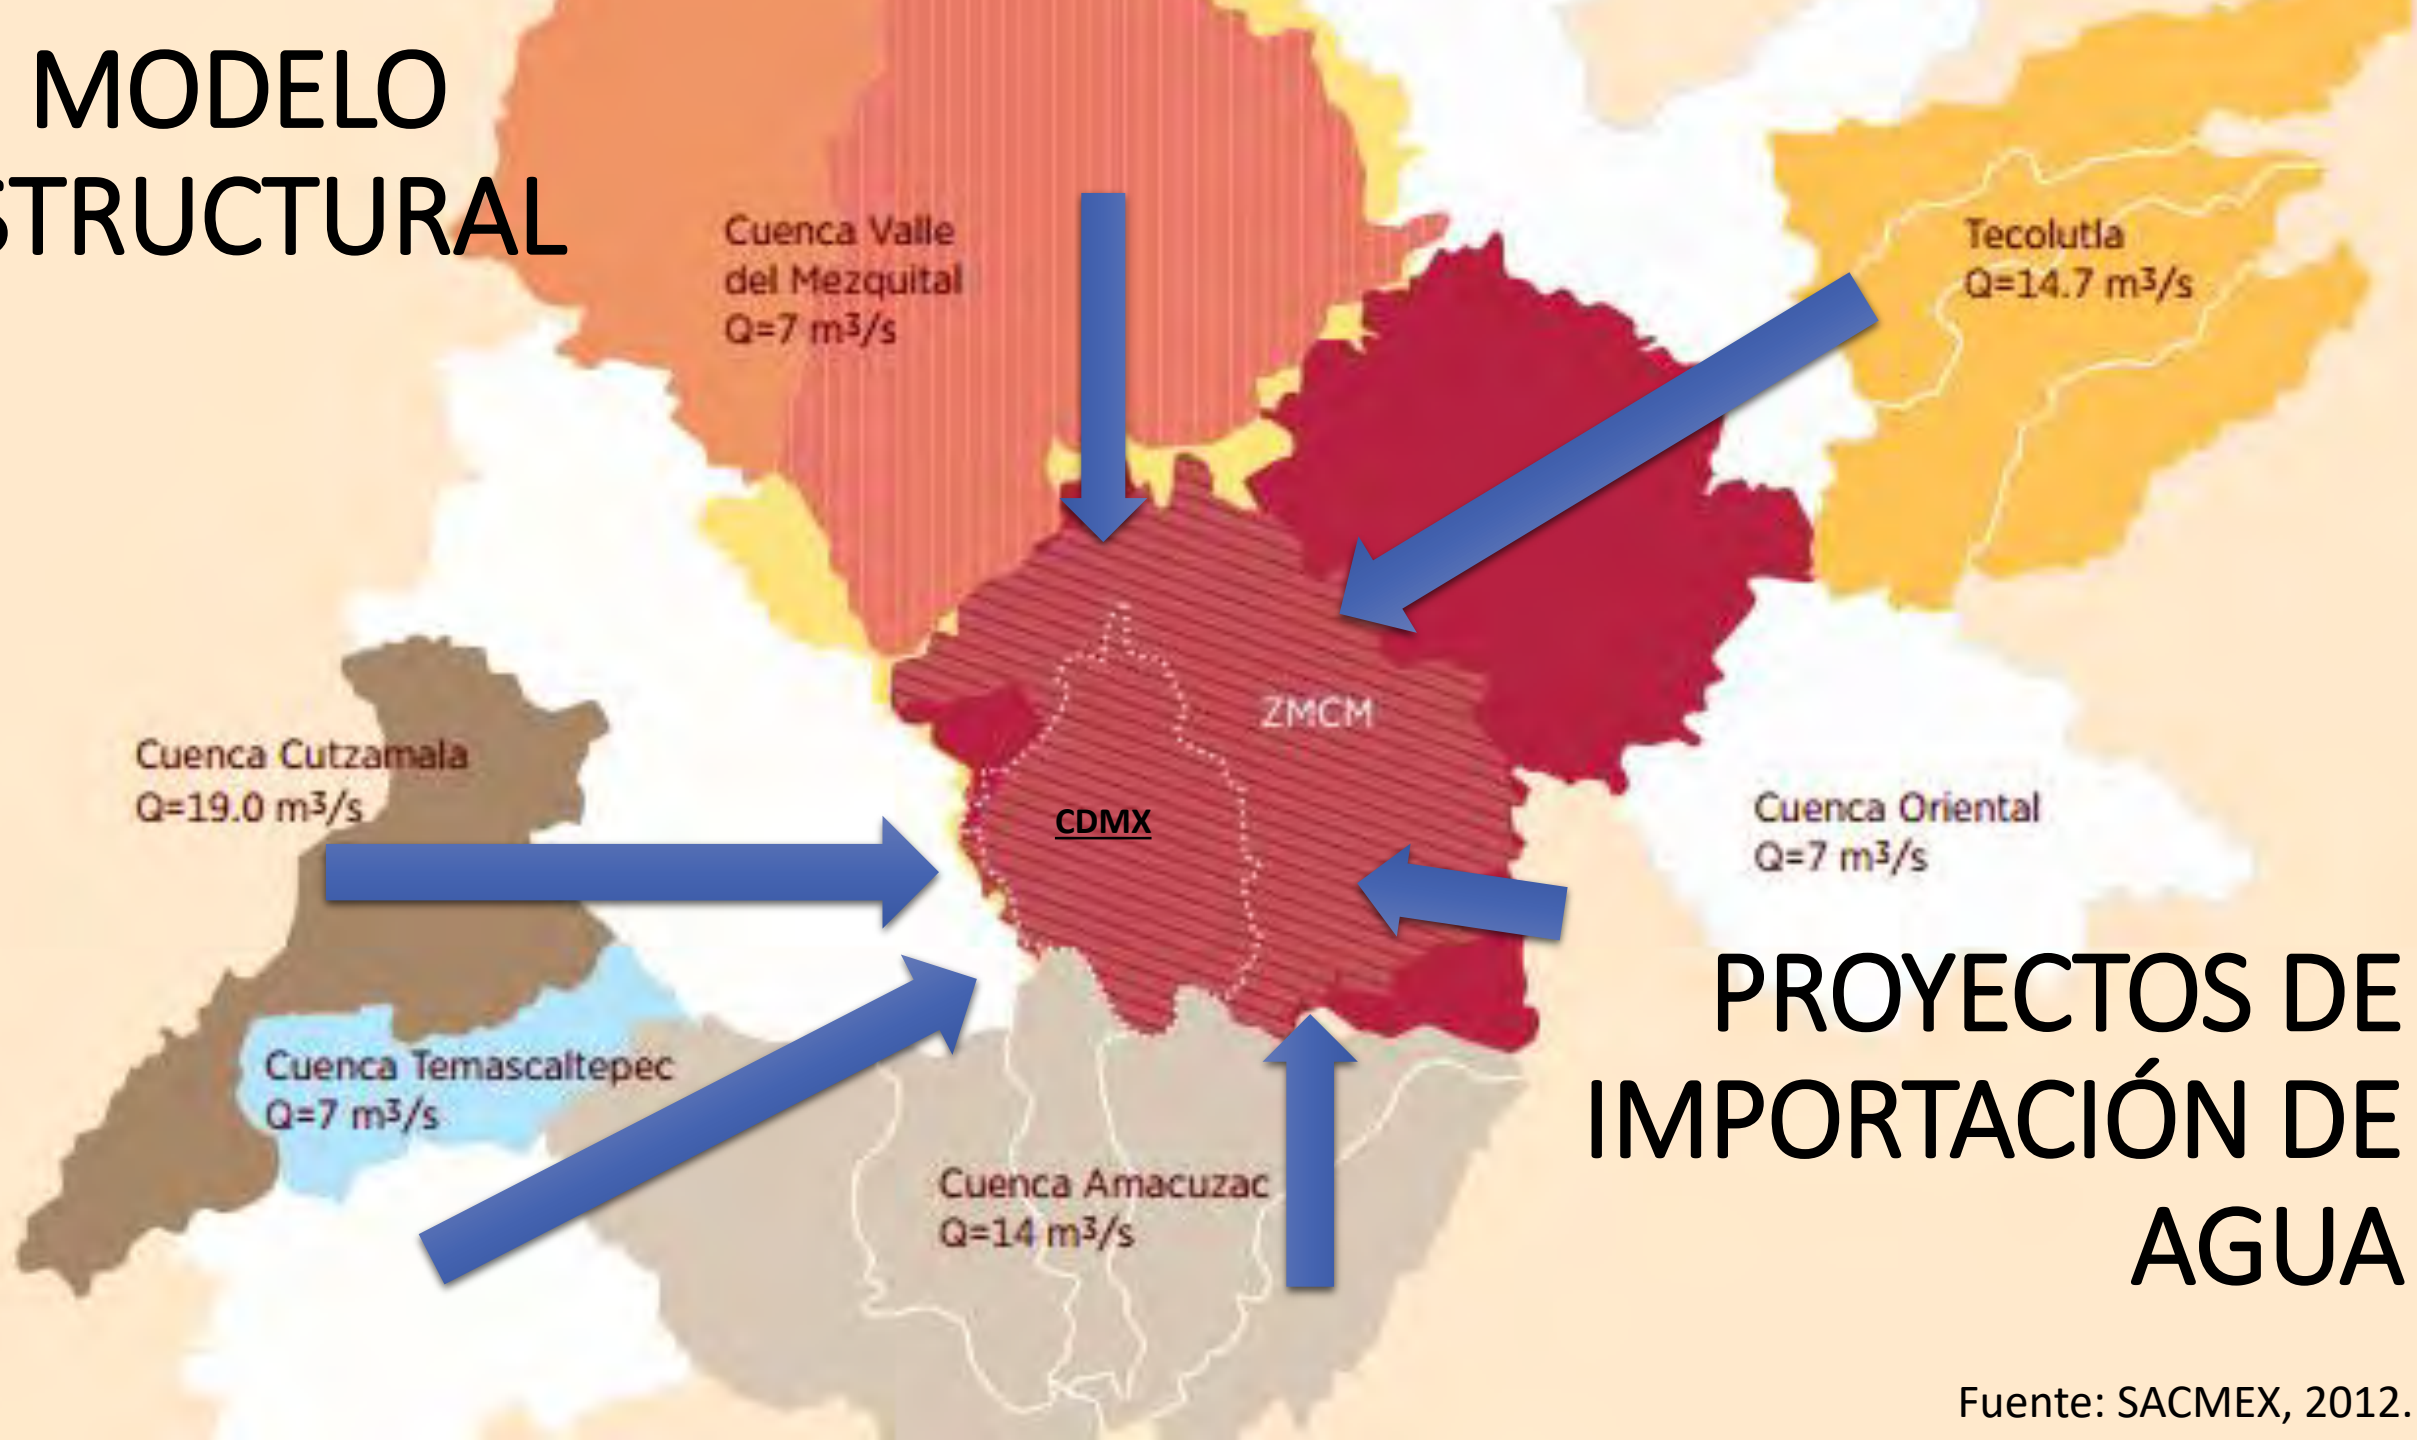 MODELO
STRUCTURAL
Cuenca Valle
del Mezquital
Q=7 m³/s
Tecolutla
Q=14.7 m³/s
ZMCM
Cuenca Cutzamala
Q=19.0 m³/s
CDMX
Cuenca Oriental
Q=7 m³/s
Cuenca Temascaltepec
Q=7 m³/s
Cuenca Amacuzac
Q=14 m³/s
PROYECTOS DE
IMPORTACIÓN DE
AGUA
Fuente: SACMEX, 2012.